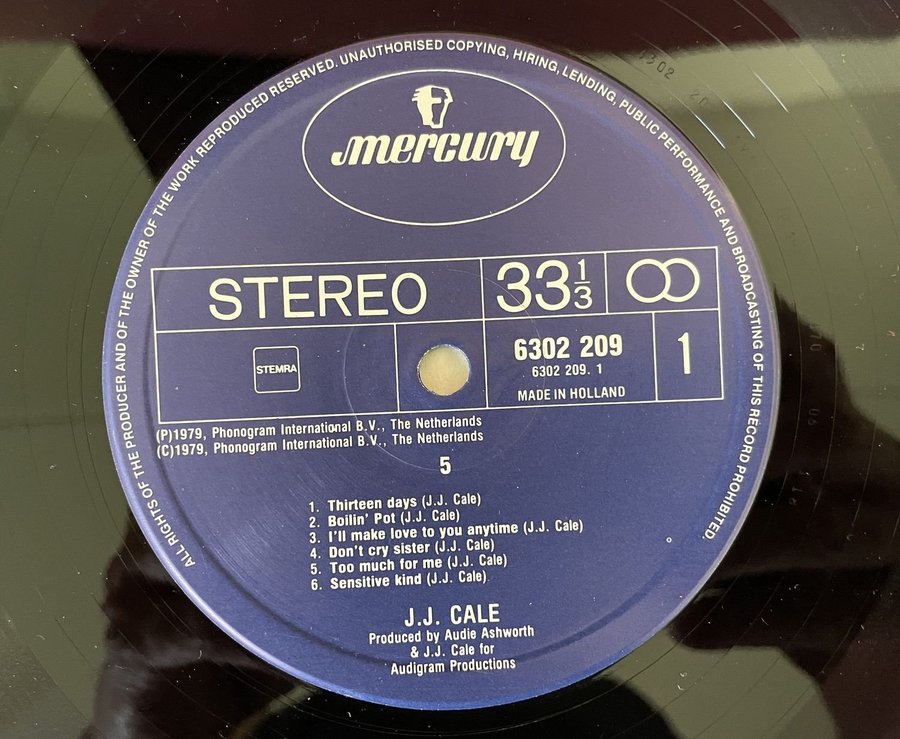 ALL RIGHTS OF THE PRODUCER AND OF THE OWNER OF THE WORK REPRODUCED RESERVED. UNAUTHORISED COPYING, HIRING, LENDING, PUBLIC PERFORMANCE AND BROADCASTING OF THIS RECORD PROHIBITED.
mercury
STEREO
33 1/3
STEMRA
6302 209
6302 209. 1
MADE IN HOLLAND
1
(P)1979, Phonogram International B.V., The Netherlands
(C)1979, Phonogram International B.V., The Netherlands
5
1. Thirteen days (J.J. Cale)
2. Boilin' Pot (J.J. Cale)
3. I'll make love to you anytime (J.J. Cale)
4. Don't cry sister (J.J. Cale)
5. Too much for me (J.J. Cale)
6. Sensitive kind (J.J. Cale)
J.J. CALE
Produced by Audie Ashworth
& J.J. Cale for
Audigram Productions